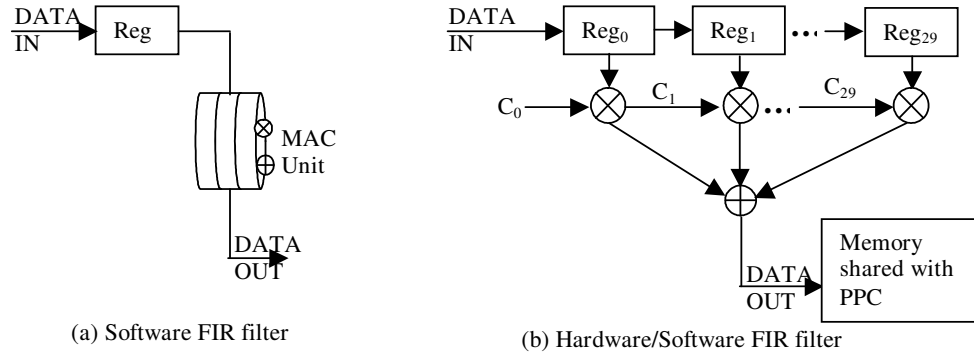 DATA
IN
Reg
MAC
Unit
DATA
OUT
(a) Software FIR filter
DATA
IN
Reg0
Reg1
•••
Reg29
C0
C1
•••
C29
DATA
OUT
Memory
shared with
PPC
(b) Hardware/Software FIR filter